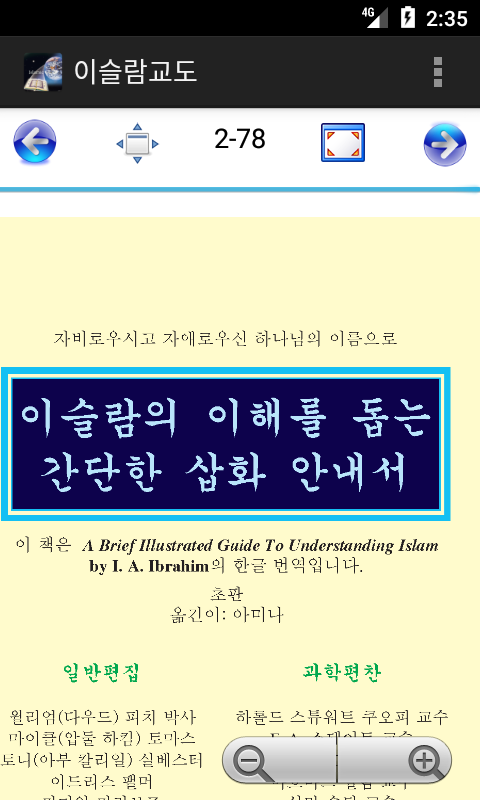 4G 2:35
이슬람교도
2-78
자비로우시고 자애로우신 하나님의 이름으로
이슬람의 이해를 돕는
간단한 삽화 안내서
이 책은 A Brief Illustrated Guide To Understanding Islam
by I. A. Ibrahim의 한글 번역입니다.
초판
옮긴이: 아미나
일반편집 과학편찬
윌리엄(다우드) 피치 박사 하롤드 스튜워트 쿠오피 교수
마이클(압둘 하킴) 토마스
토니(아부 칼리일) 실베스터
이드리스 팰머